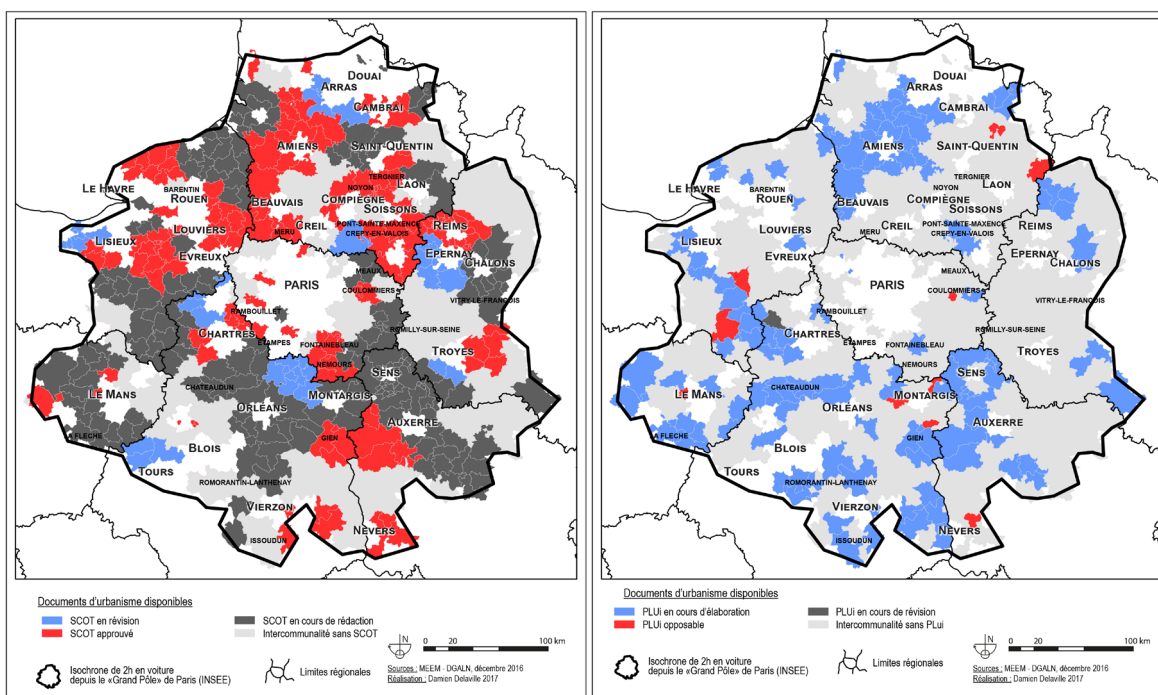 Douai
Arras
Cambrai
Amiens
Saint-Quentin
Tergnier
Le Havre
Barentin
Rouen
Noyon
Laon
Beauvais
Compiègne
Soissons
Louviers
Creil
Pont-Sainte-Maxence
Reims
Lisieux
Meru
Crepy-en-Valois
Evreux
Epernay
Châlons
Meaux
Paris
Coulommiers
Vitry-le-François
Rambouillet
Chartres
Romilly-sur-Seine
Etampes
Fontainebleau
Troyes
Nemours
Sens
Chateaudun
Le Mans
Montargis
Orléans
Auxerre
La Fleche
Gien
Blois
Tours
Romorantin-Lanthenay
Vierzon
Nevers
Issoudun
Documents d'urbanisme disponibles
SCOT en révision
SCOT en cours de rédaction
SCOT approuvé
Intercommunalité sans SCOT
N
0 20 100 km
Isochrone de 2h en voiture
depuis le «Grand Pôle» de Paris (INSEE)
Limites régionales
Sources : MEEM - DGALN, décembre 2016
Réalisation : Damien Delaville 2017
Douai
Arras
Cambrai
Amiens
Saint-Quentin
Tergnier
Le Havre
Barentin
Rouen
Noyon
Laon
Beauvais
Compiègne
Soissons
Louviers
Creil
Pont-Sainte-Maxence
Reims
Lisieux
Meru
Crepy-en-Valois
Evreux
Epernay
Châlons
Meaux
Paris
Coulommiers
Vitry-le-François
Rambouillet
Chartres
Romilly-sur-Seine
Etampes
Fontainebleau
Troyes
Nemours
Sens
Chateaudun
Le Mans
Montargis
Orléans
Auxerre
La Fleche
Gien
Blois
Tours
Romorantin-Lanthenay
Vierzon
Nevers
Issoudun
Documents d'urbanisme disponibles
PLUi en cours d'élaboration
PLUi en cours de révision
PLUi opposable
Intercommunalité sans PLui
N
0 20 100 km
Isochrone de 2h en voiture
depuis le «Grand Pôle» de Paris (INSEE)
Limites régionales
Sources : MEEM - DGALN, décembre 2016
Réalisation : Damien Delaville 2017